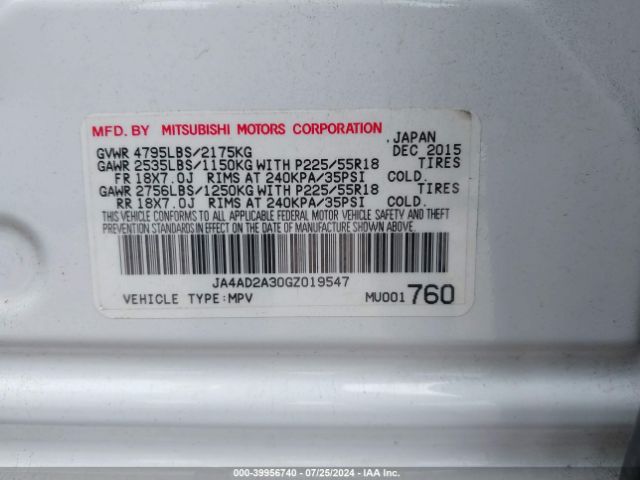 MFD. BY MITSUBISHI MOTORS CORPORATION, JAPAN
GVWR 4795LBS/2175KG DEC 2015
GAWR 2535LBS/1150KG WITH P225/55R18 TIRES
FR 18X7.0J RIMS AT 240KPA/35PSI COLD.
GAWR 2756LBS/1250KG WITH P225/55R18 TIRES
RR 18X7.0J RIMS AT 240KPA/35PSI COLD.
THIS VEHICLE CONFORMS TO ALL APPLICABLE FEDERAL MOTOR VEHICLE SAFETY AND THEFT
PREVENTION STANDARDS IN EFFECT ON THE DATE OF MANUFACTURE SHOWN ABOVE.
JA4AD2A30GZ019547
VEHICLE TYPE:MPV MU001760
000-39956740 - 07/25/2024 - IAA Inc.